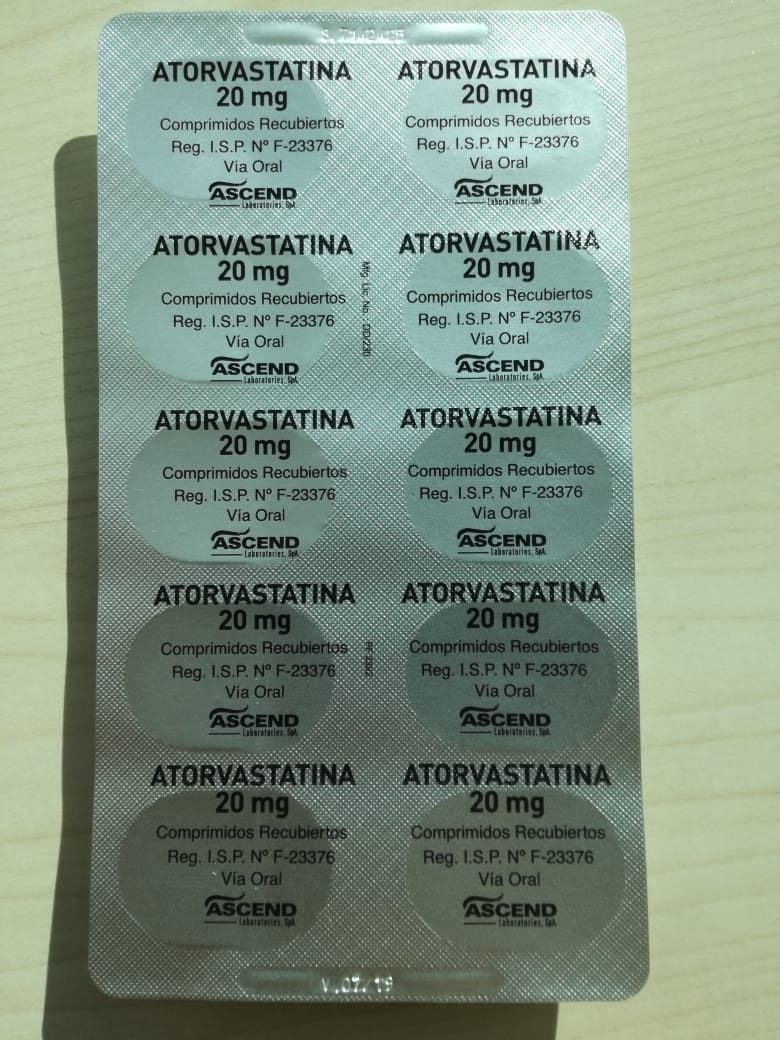 ATORVASTATINA
20 mg
Comprimidos Recubiertos
Reg. I.S.P. Nº F-23376
Vía Oral
ASCEND
Laboratories, SpA.
ATORVASTATINA
20 mg
Comprimidos Recubiertos
Reg. I.S.P. Nº F-23376
Vía Oral
ASCEND
Laboratories, SpA.
ATORVASTATINA
20 mg
Comprimidos Recubiertos
Reg. I.S.P. Nº F-23376
Vía Oral
ASCEND
Laboratories, SpA.
Mfg. Lic. No. DD/230
ATORVASTATINA
20 mg
Comprimidos Recubiertos
Reg. I.S.P. Nº F-23376
Vía Oral
ASCEND
Laboratories, SpA.
ATORVASTATINA
20 mg
Comprimidos Recubiertos
Reg. I.S.P. Nº F-23376
Vía Oral
ASCEND
Laboratories, SpA.
ATORVASTATINA
20 mg
Comprimidos Recubiertos
Reg. I.S.P. Nº F-23376
Vía Oral
ASCEND
Laboratories, SpA.
ATORVASTATINA
20 mg
Comprimidos Recubiertos
Reg. I.S.P. Nº F-23376
Vía Oral
ASCEND
Laboratories, SpA.
ATORVASTATINA
20 mg
Comprimidos Recubiertos
Reg. I.S.P. Nº F-23376
Vía Oral
ASCEND
Laboratories, SpA.
ATORVASTATINA
20 mg
Comprimidos Recubiertos
Reg. I.S.P. Nº F-23376
Vía Oral
ASCEND
Laboratories, SpA.
ATORVASTATINA
20 mg
Comprimidos Recubiertos
Reg. I.S.P. Nº F-23376
Vía Oral
ASCEND
Laboratories, SpA.
V.07/19